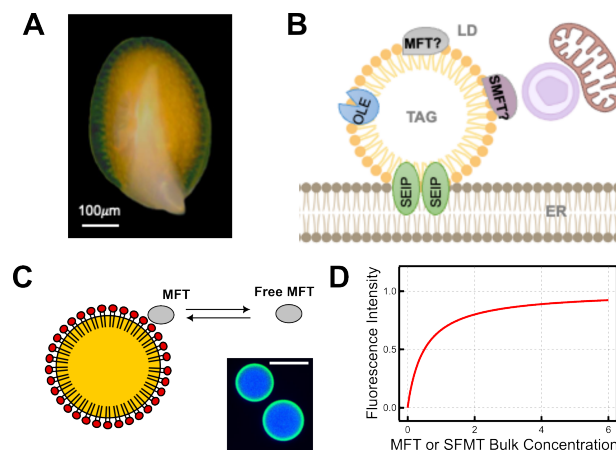 A
100µm
B
MFT?
LD
OLE
TAG
SMFT?
SEIP
SEIP
ER
C
MFT
Free MFT
D
Fluorescence Intensity
1.0
0.5
0.0
0
2
4
6
MFT or SFMT Bulk Concentration